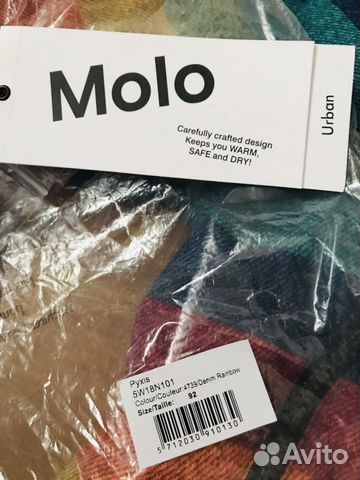 Molo
Carefully crafted design
Keeps you WARM,
SAFE and DRY!
Urban
Pyxis
5W18N101
Colour/Couleur:4739/Denim Rainbow
Size/Taille: 92
5 712030 910130
Avito